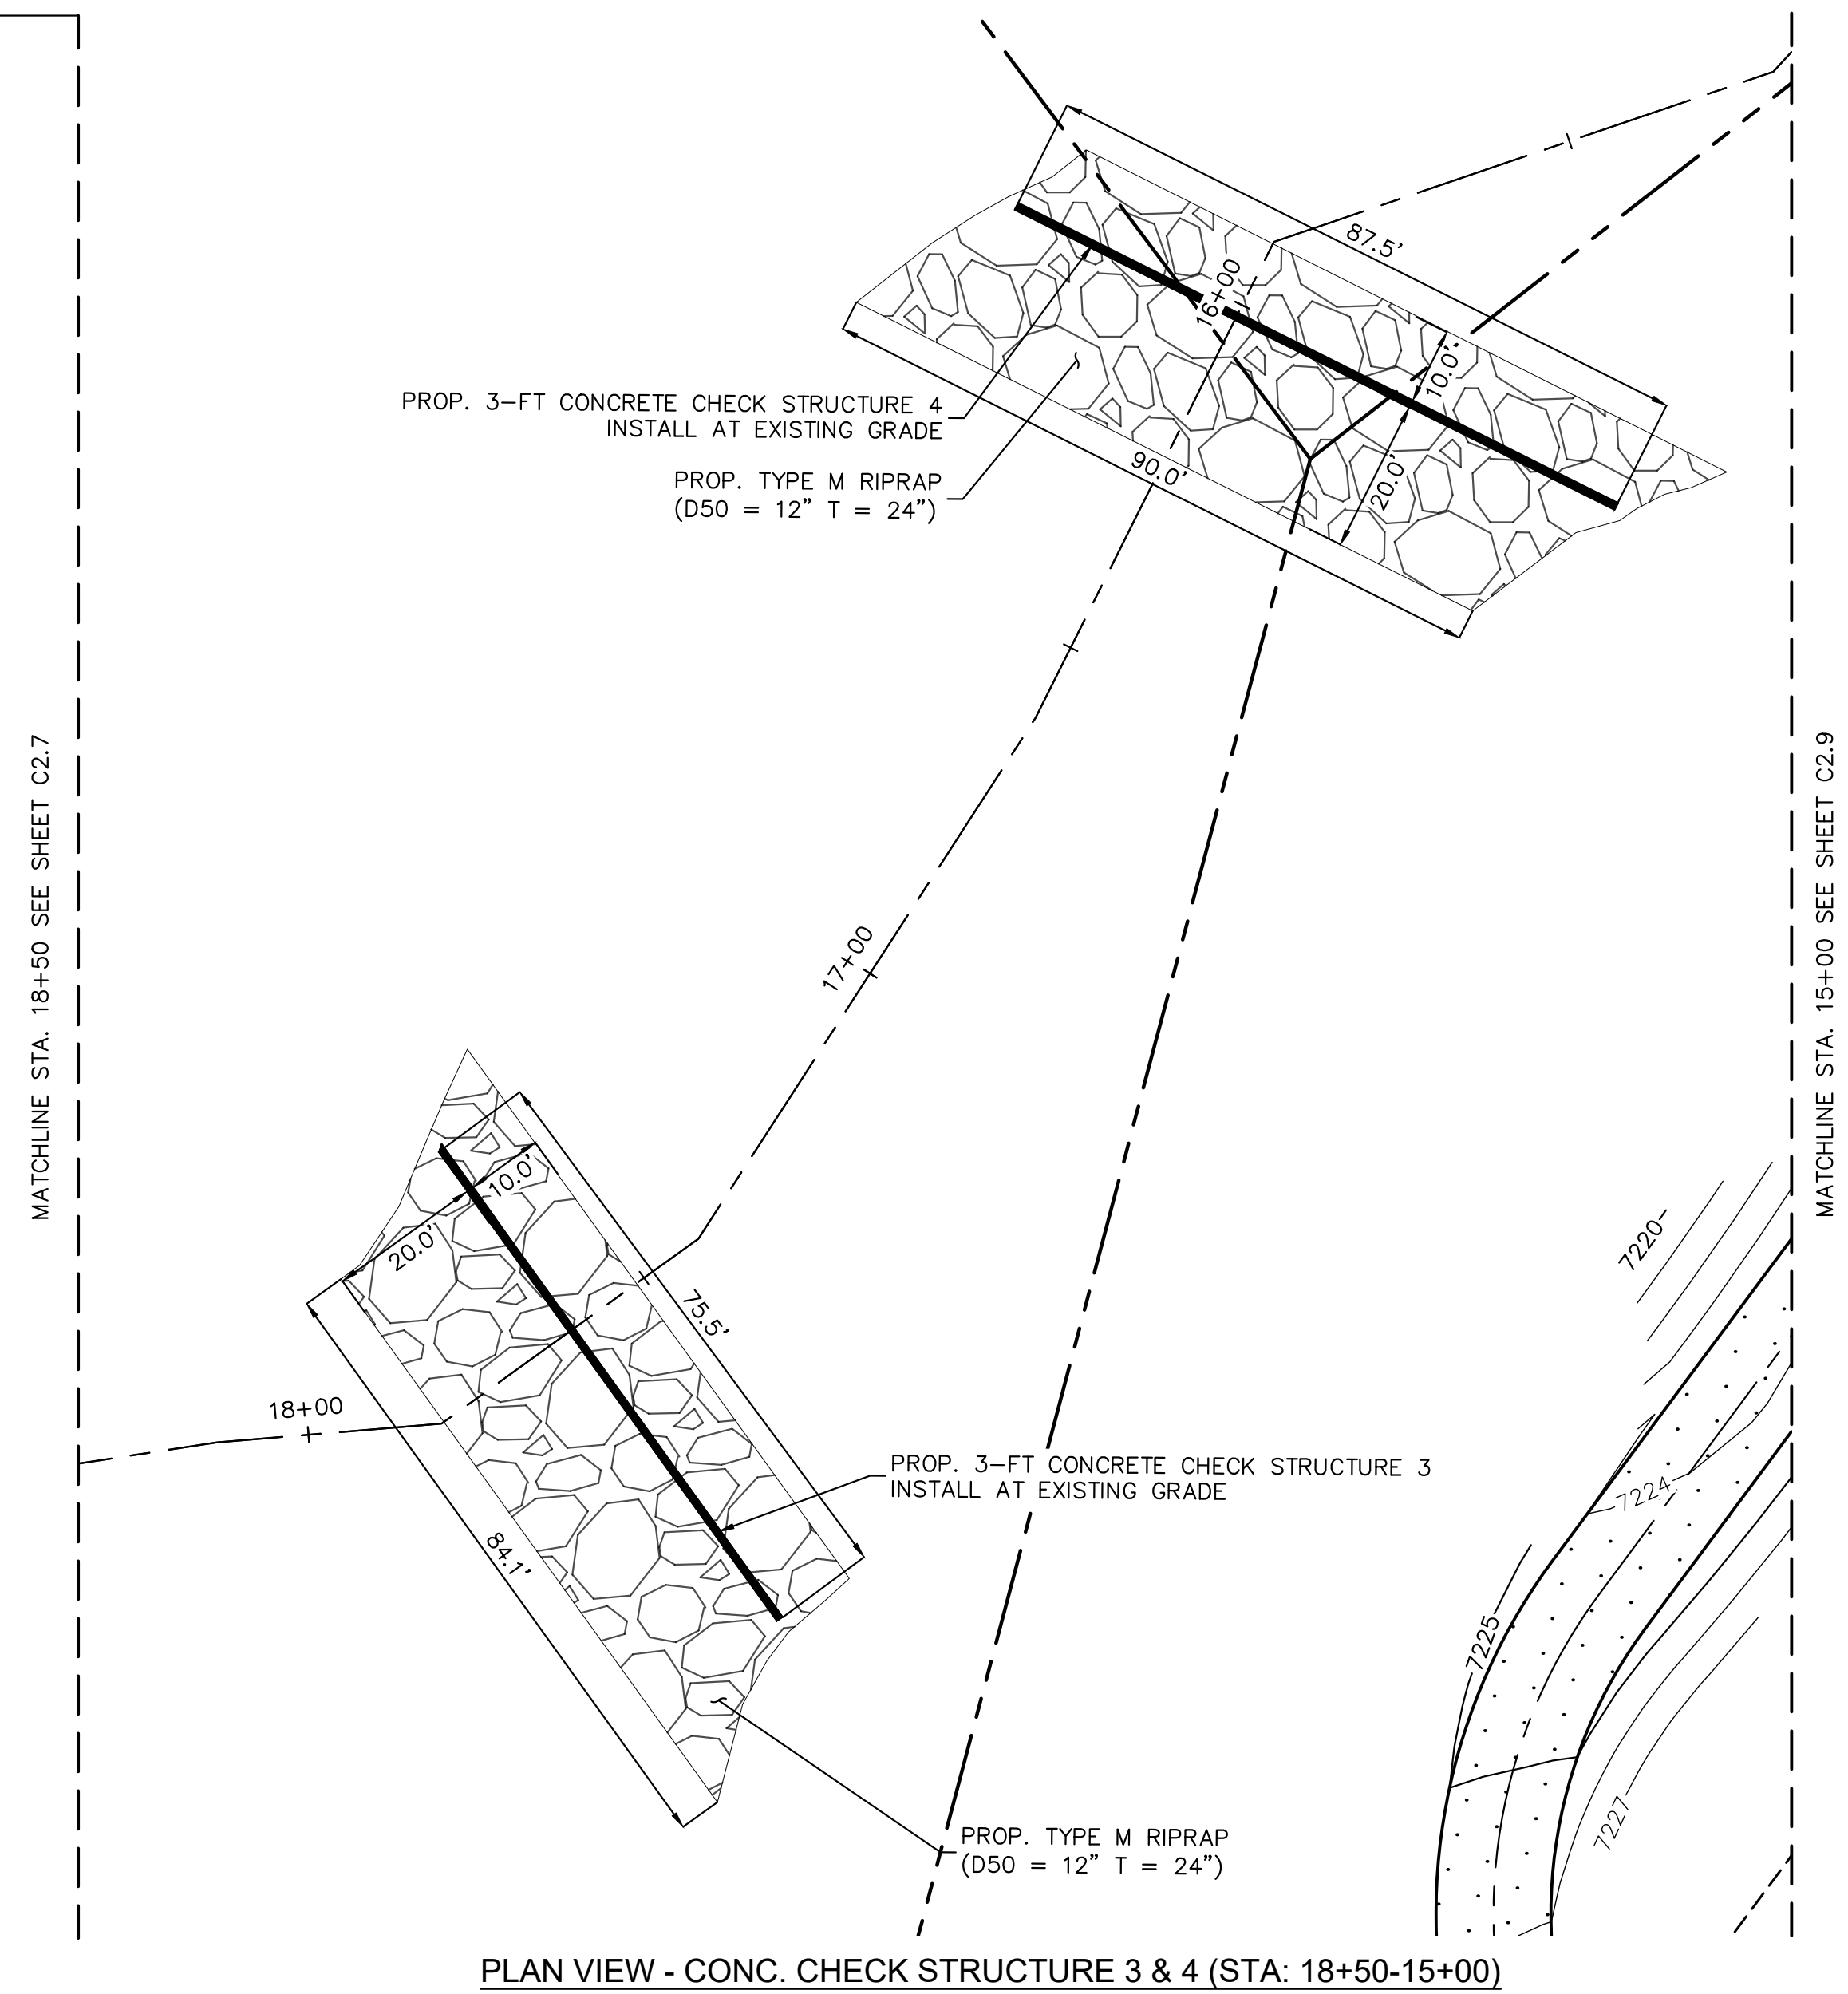 87.5'
16+00
10.0'
PROP. 3-FT CONCRETE CHECK STRUCTURE 4
INSTALL AT EXISTING GRADE
90.0'
20.0'
PROP. TYPE M RIPRAP
(D50 = 12" T = 24")
MATCHLINE STA. 18+50 SEE SHEET C2.7
MATCHLINE STA. 15+00 SEE SHEET C2.9
17+00
10.0'
20.0'
7220
75.5'
18+00
PROP. 3-FT CONCRETE CHECK STRUCTURE 3
INSTALL AT EXISTING GRADE
7224
84.1'
7225
7227
PROP. TYPE M RIPRAP
(D50 = 12" T = 24")
PLAN VIEW - CONC. CHECK STRUCTURE 3 & 4 (STA: 18+50-15+00)